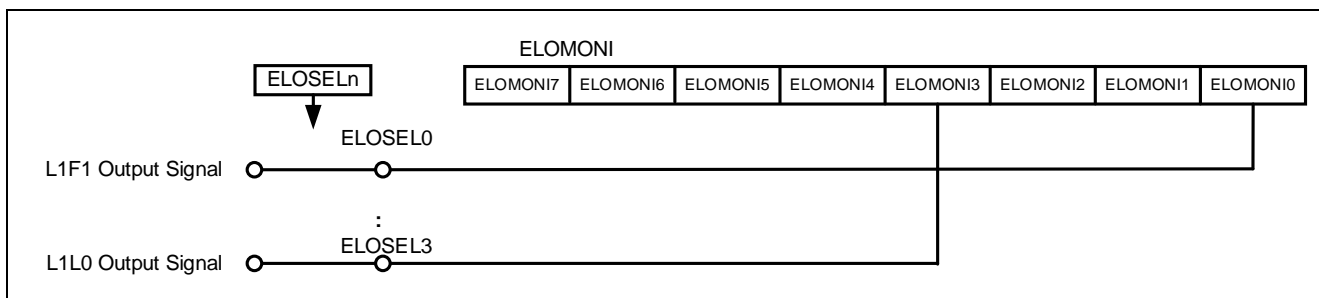 ELOMONI
ELOSELn
ELOMONI7 ELOMONI6 ELOMONI5 ELOMONI4 ELOMONI3 ELOMONI2 ELOMONI1 ELOMONI0
ELOSEL0
L1F1 Output Signal
:
ELOSEL3
L1L0 Output Signal